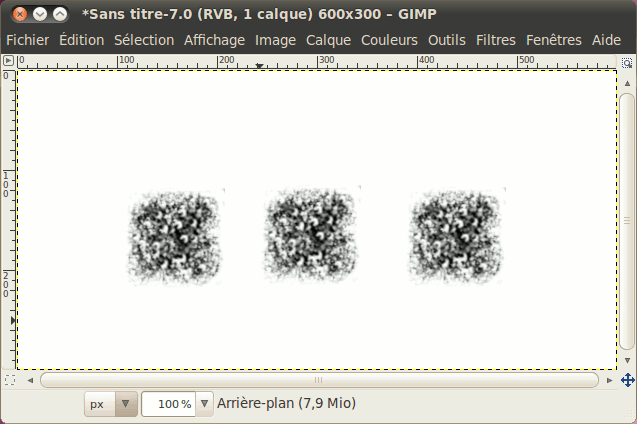 *Sans titre-7.0 (RVB, 1 calque) 600x300 – GIMP
Fichier Édition Sélection Affichage Image Calque Couleurs Outils Filtres Fenêtres Aide
0 100 200 300 400 500
0
100
200
px 100 % Arrière-plan (7,9 Mio)